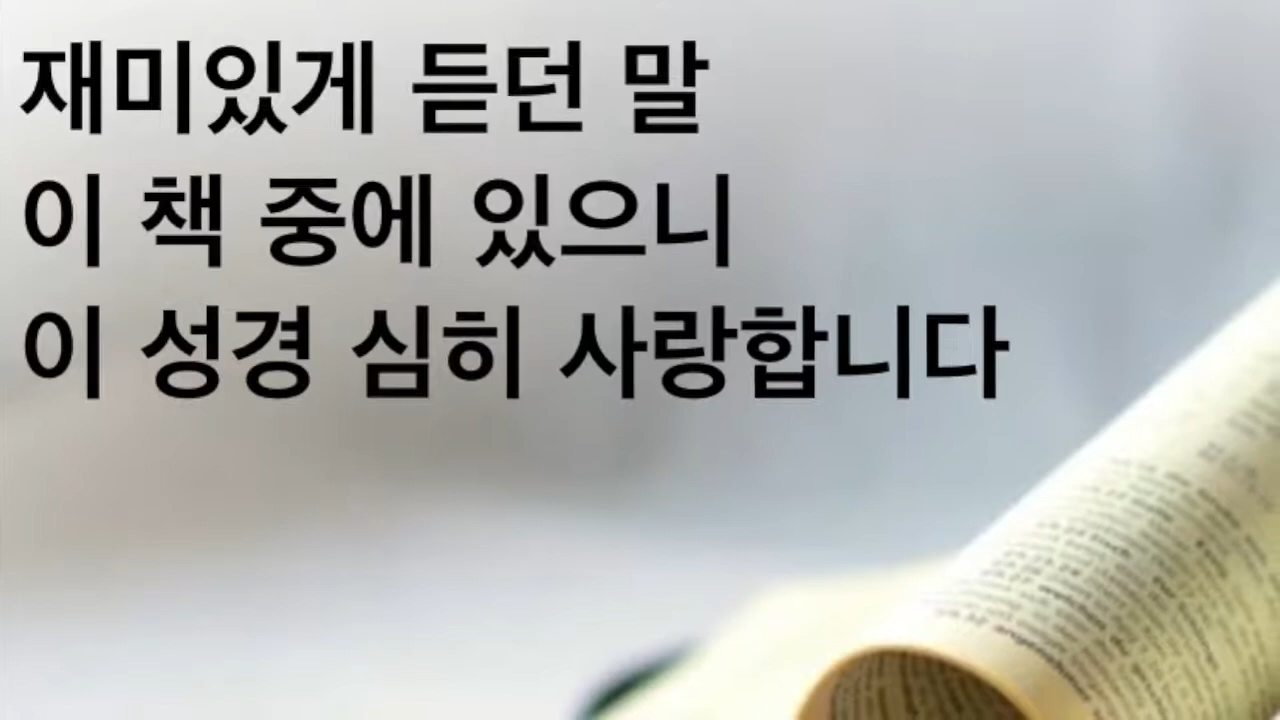 재미있게 듣던 말
이 책 중에 있으니
이 성경 심히 사랑합니다